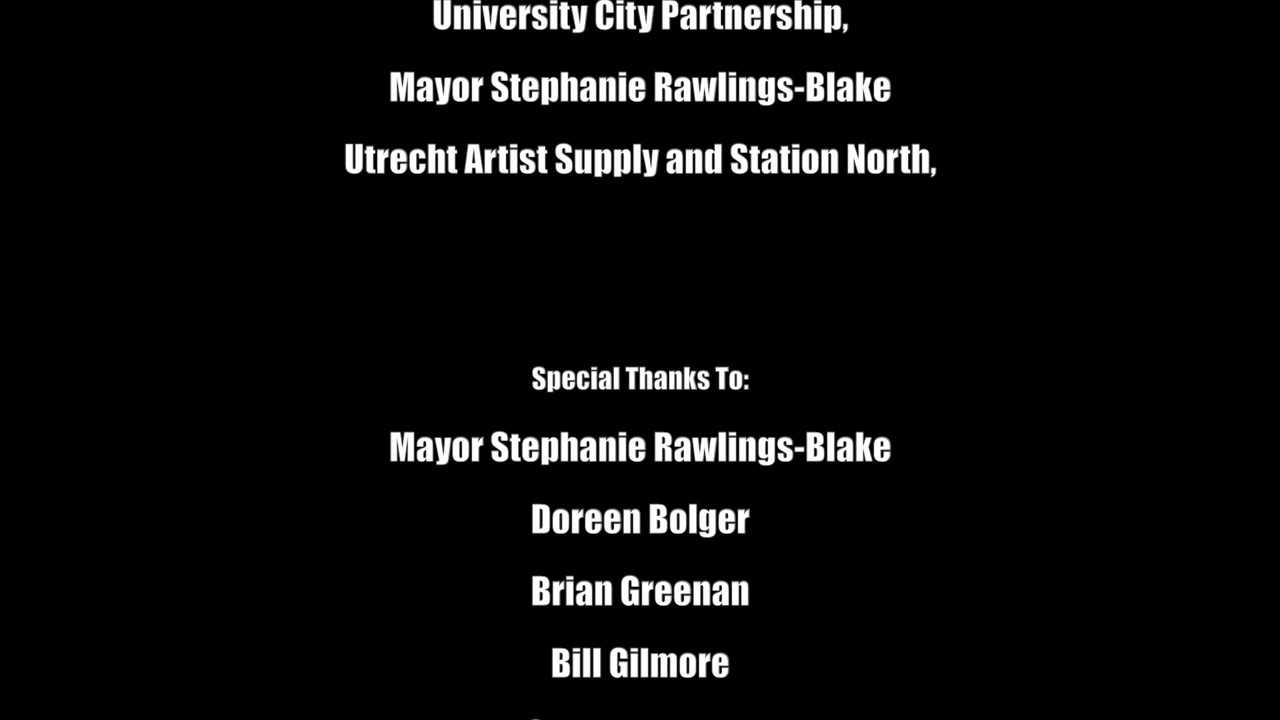 University City Partnership,
Mayor Stephanie Rawlings-Blake
Utrecht Artist Supply and Station North,
Special Thanks To:
Mayor Stephanie Rawlings-Blake
Doreen Bolger
Brian Greenan
Bill Gilmore